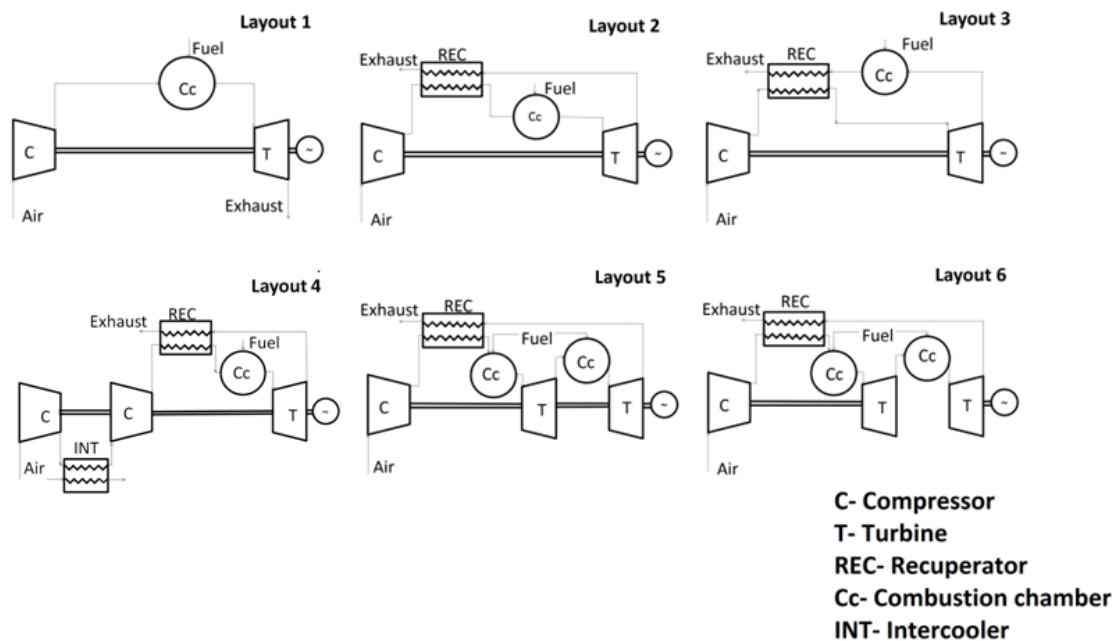 Layout 1
Fuel
Cc
C
T
~
Air
Exhaust
Layout 2
Exhaust
REC
Fuel
Cc
C
T
~
Air
Layout 3
Exhaust
REC
Fuel
Cc
C
T
~
Air
Layout 4
Exhaust
REC
Fuel
Cc
C
C
T
~
INT
Air
Layout 5
Exhaust
REC
Fuel
Cc
Cc
C
T
T
~
Air
Layout 6
Exhaust
REC
Fuel
Cc
Cc
C
T
T
~
Air
C- Compressor
T- Turbine
REC- Recuperator
Cc- Combustion chamber
INT- Intercooler